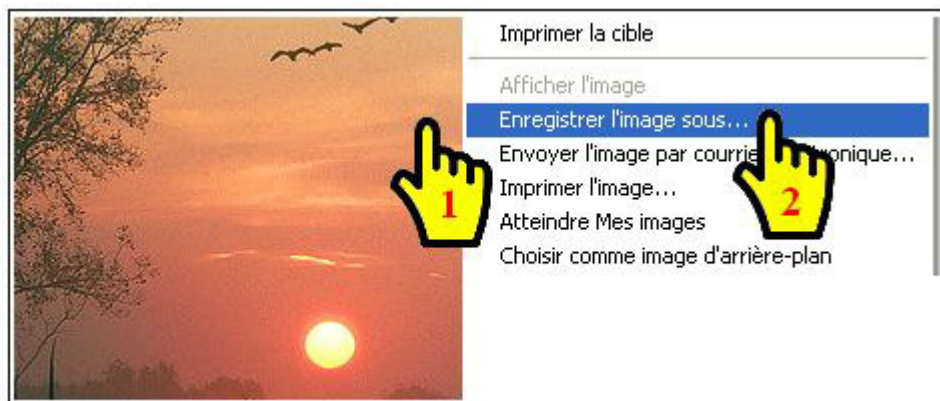 Imprimer la cible
Afficher l'image
Enregistrer l'image sous...
Envoyer l'image par
Imprimer l'image...
Atteindre Mes images
Choisir comme image d'arrière-plan
1
2